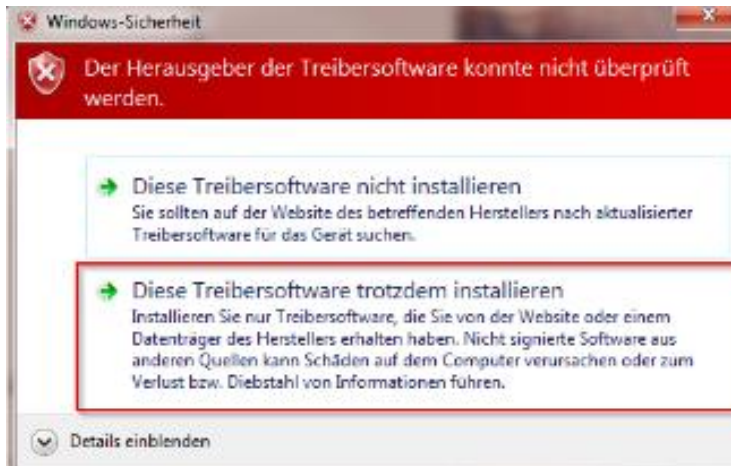 Windows-Sicherheit
Der Herausgeber der Treibersoftware konnte nicht überprüft
werden.
Diese Treibersoftware nicht installieren
Sie sollten auf der Website des betreffenden Herstellers nach aktualisierter
Treibersoftware für das Gerät suchen.
Diese Treibersoftware trotzdem installieren
Installieren Sie nur Treibersoftware, die Sie von der Website oder einem
Datenträger des Herstellers erhalten haben. Nicht signierte Software aus
anderen Quellen kann Schäden auf dem Computer verursachen oder zum
Verlust bzw. Diebstahl von Informationen führen.
Details einblenden